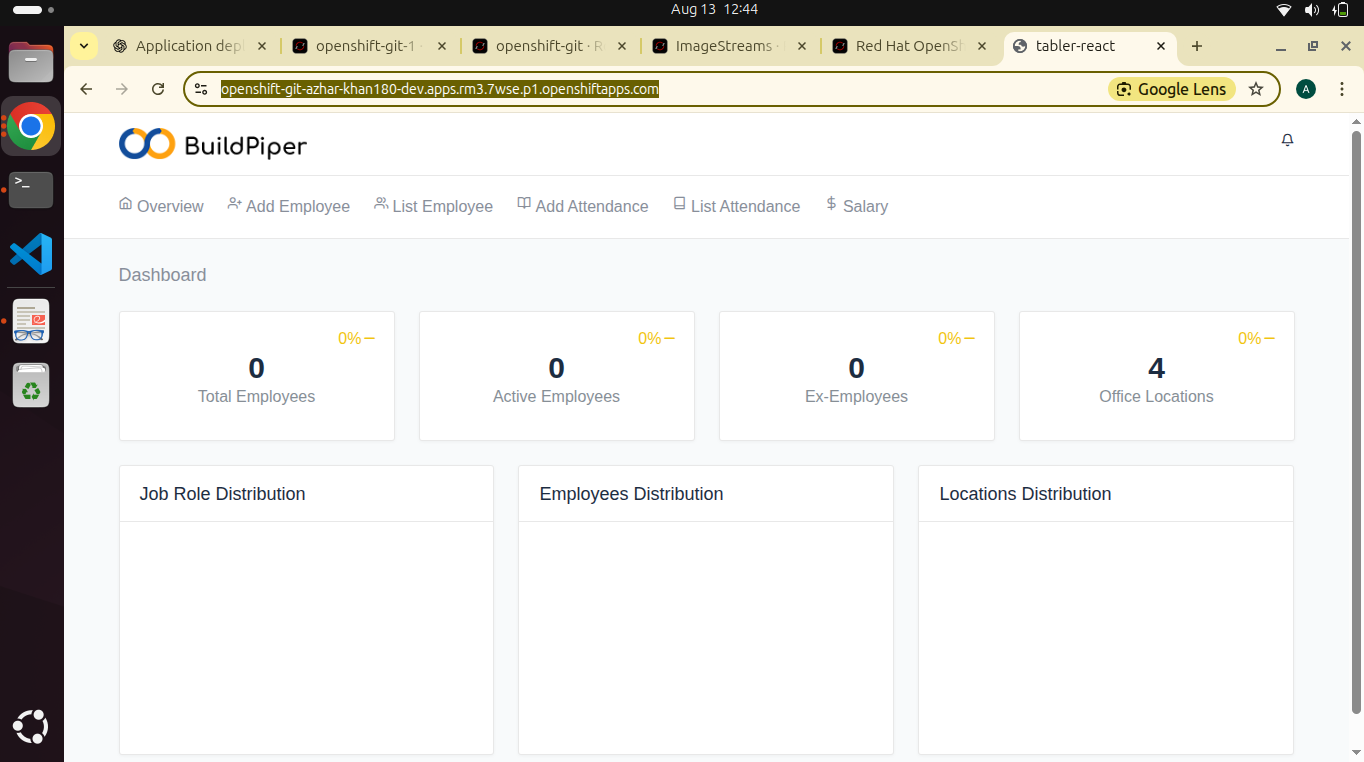 Aug 13 12:44
Application dep
openshift-git-1
openshift-git · R
ImageStreams ·
Red Hat OpenSh
tabler-react
openshift-git-azhar-khan180-dev.apps.rm3.7wse.p1.openshiftapps.com
Google Lens
A
BuildPiper
Overview Add Employee List Employee Add Attendance List Attendance Salary
Dashboard
0% 0% 0% 0%
0 0 0 4
Total Employees Active Employees Ex-Employees Office Locations
Job Role Distribution Employees Distribution Locations Distribution